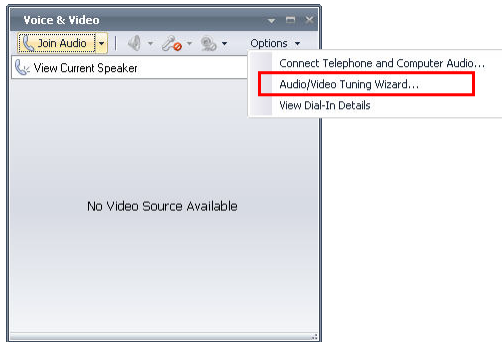 Voice & Video
Join Audio Options
View Current Speaker
Connect Telephone and Computer Audio...
Audio/Video Tuning Wizard...
View Dial-In Details
No Video Source Available